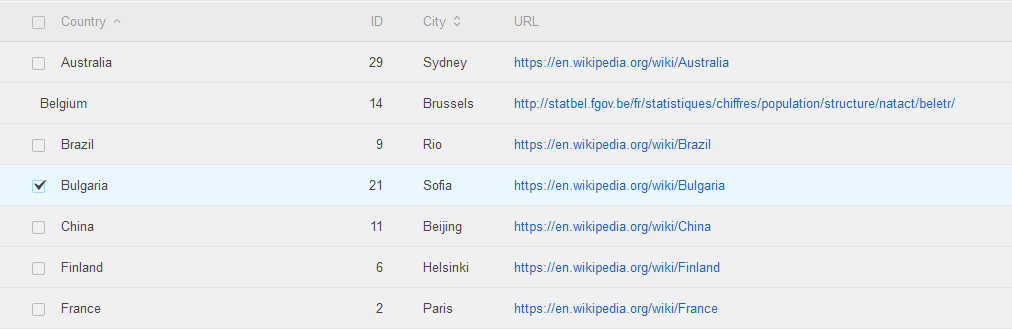 Country ID City URL
Australia 29 Sydney https://en.wikipedia.org/wiki/Australia
Belgium 14 Brussels http://statbel.fgov.be/fr/statistiques/chiffres/population/structure/natact/beletr/
Brazil 9 Rio https://en.wikipedia.org/wiki/Brazil
Bulgaria 21 Sofia https://en.wikipedia.org/wiki/Bulgaria
China 11 Beijing https://en.wikipedia.org/wiki/China
Finland 6 Helsinki https://en.wikipedia.org/wiki/Finland
France 2 Paris https://en.wikipedia.org/wiki/France